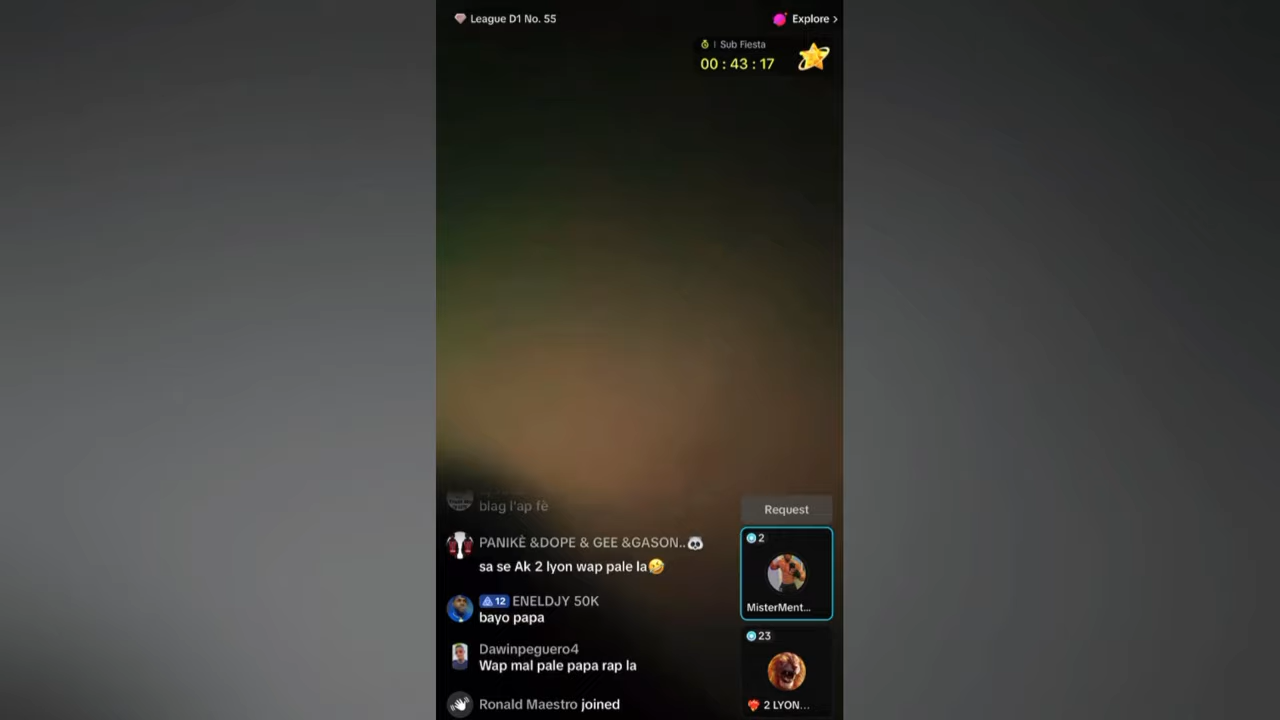 League D1 No. 55
Explore >
Sub Fiesta
00 : 43 : 17
blag l'ap fè
Request
2
PANIKÈ &DOPE & GEE &GASON..🐼
sa se Ak 2 lyon wap pale la🤣
MisterMent...
12 ENELDJY 50K
bayo papa
23
Dawinpeguero4
Wap mal pale papa rap la
Ronald Maestro joined
❤️‍🔥 2 LYON...